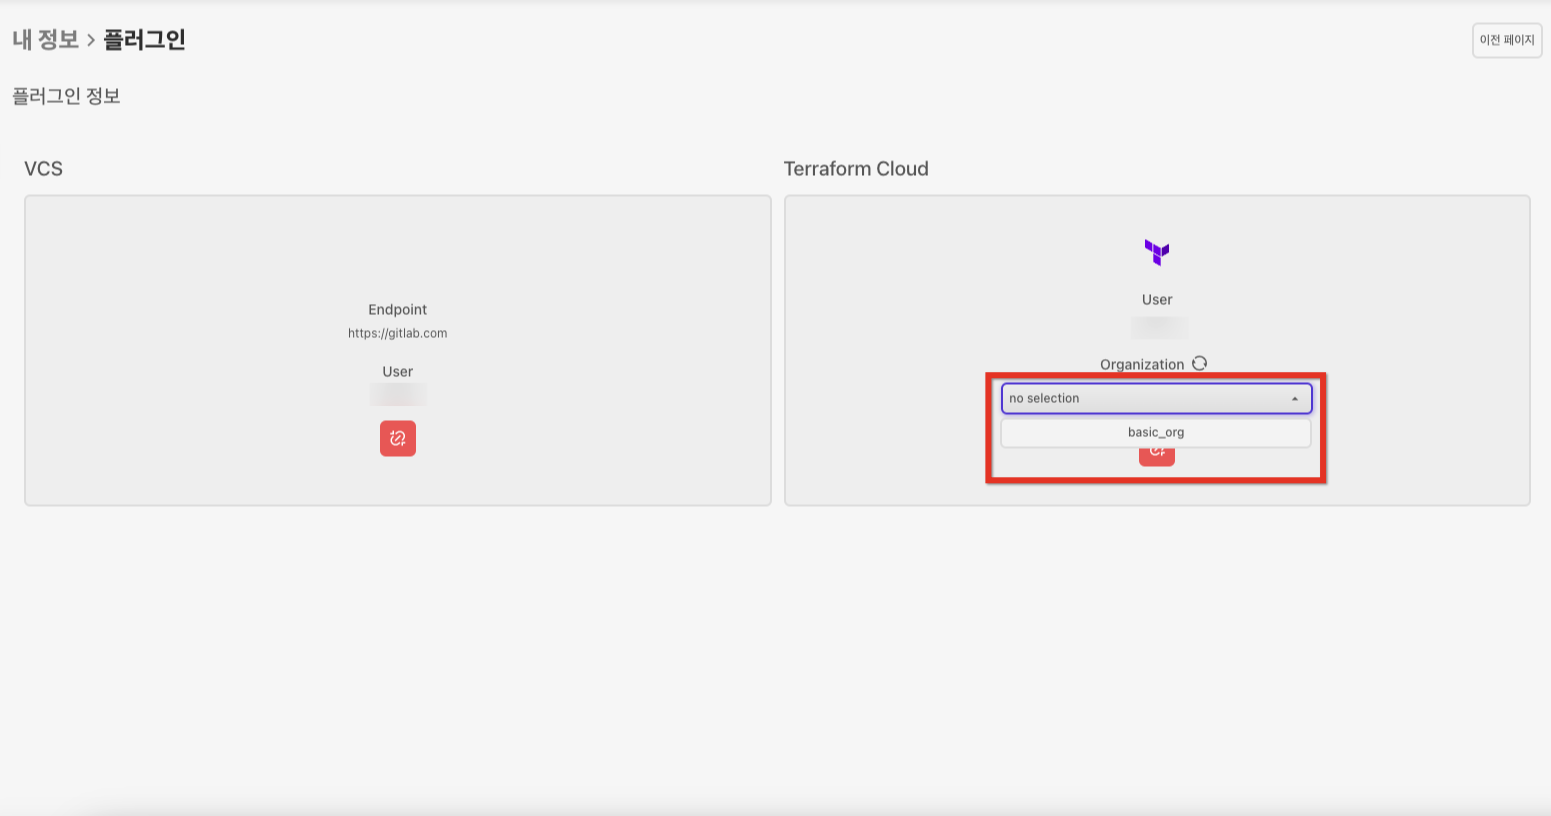 내 정보 > 플러그인
이전 페이지
플러그인 정보
VCS
Endpoint
https://gitlab.com
User
Terraform Cloud
User
Organization
no selection
basic_org